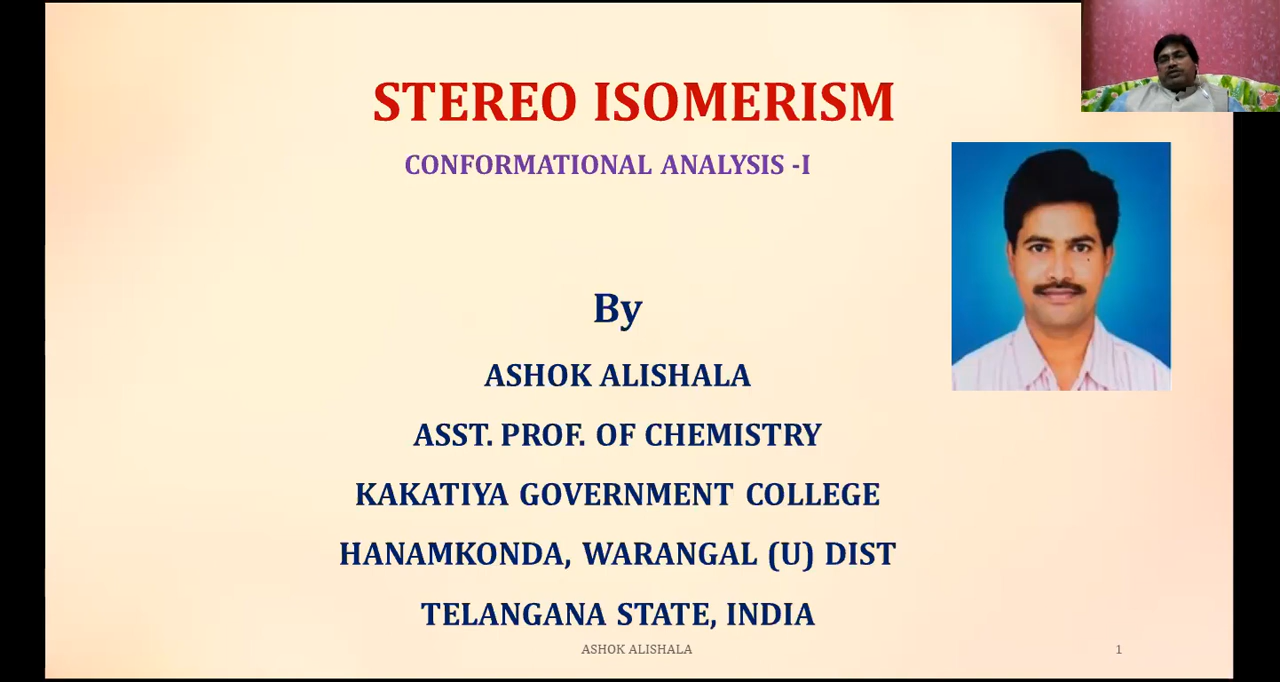 STEREO ISOMERISM
CONFORMATIONAL ANALYSIS -I
By
ASHOK ALISHALA
ASST. PROF. OF CHEMISTRY
KAKATIYA GOVERNMENT COLLEGE
HANAMKONDA, WARANGAL (U) DIST
TELANGANA STATE, INDIA
ASHOK ALISHALA
1